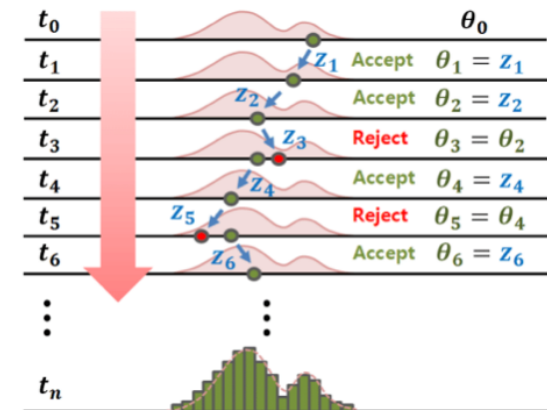 t₀ θ₀
t₁ z₁ Accept θ₁ = z₁
t₂ z₂ Accept θ₂ = z₂
t₃ z₃ Reject θ₃ = θ₂
t₄ z₄ Accept θ₄ = z₄
t₅ z₅ Reject θ₅ = θ₄
t₆ z₆ Accept θ₆ = z₆
⋮ ⋮
tₙ